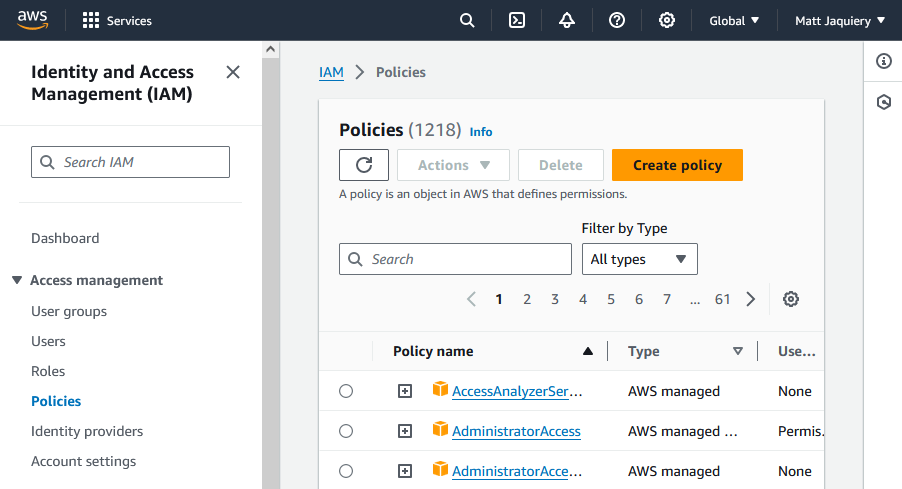 aws Services Global Matt Jaquiery
Identity and Access
Management (IAM)
Search IAM
Dashboard
Access management
User groups
Users
Roles
Policies
Identity providers
Account settings
IAM > Policies
Policies (1218) Info
Actions Delete Create policy
A policy is an object in AWS that defines permissions.
Filter by Type
Search All types
1 2 3 4 5 6 7 ... 61
Policy name Type Use...
AccessAnalyzerSer... AWS managed None
AdministratorAccess AWS managed ... Permis...
AdministratorAcce... AWS managed None